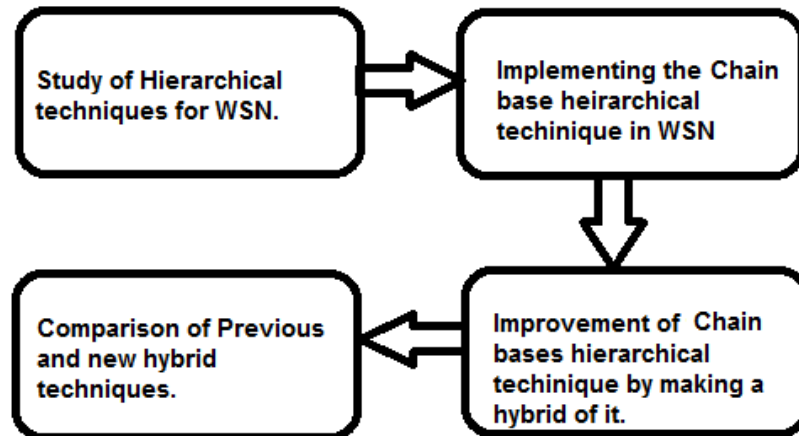 Study of Hierarchical
techniques for WSN.
Implementing the Chain
base heirarchical
techinique in WSN
Improvement of Chain
bases hierarchical
techinique by making a
hybrid of it.
Comparison of Previous
and new hybrid
techniques.